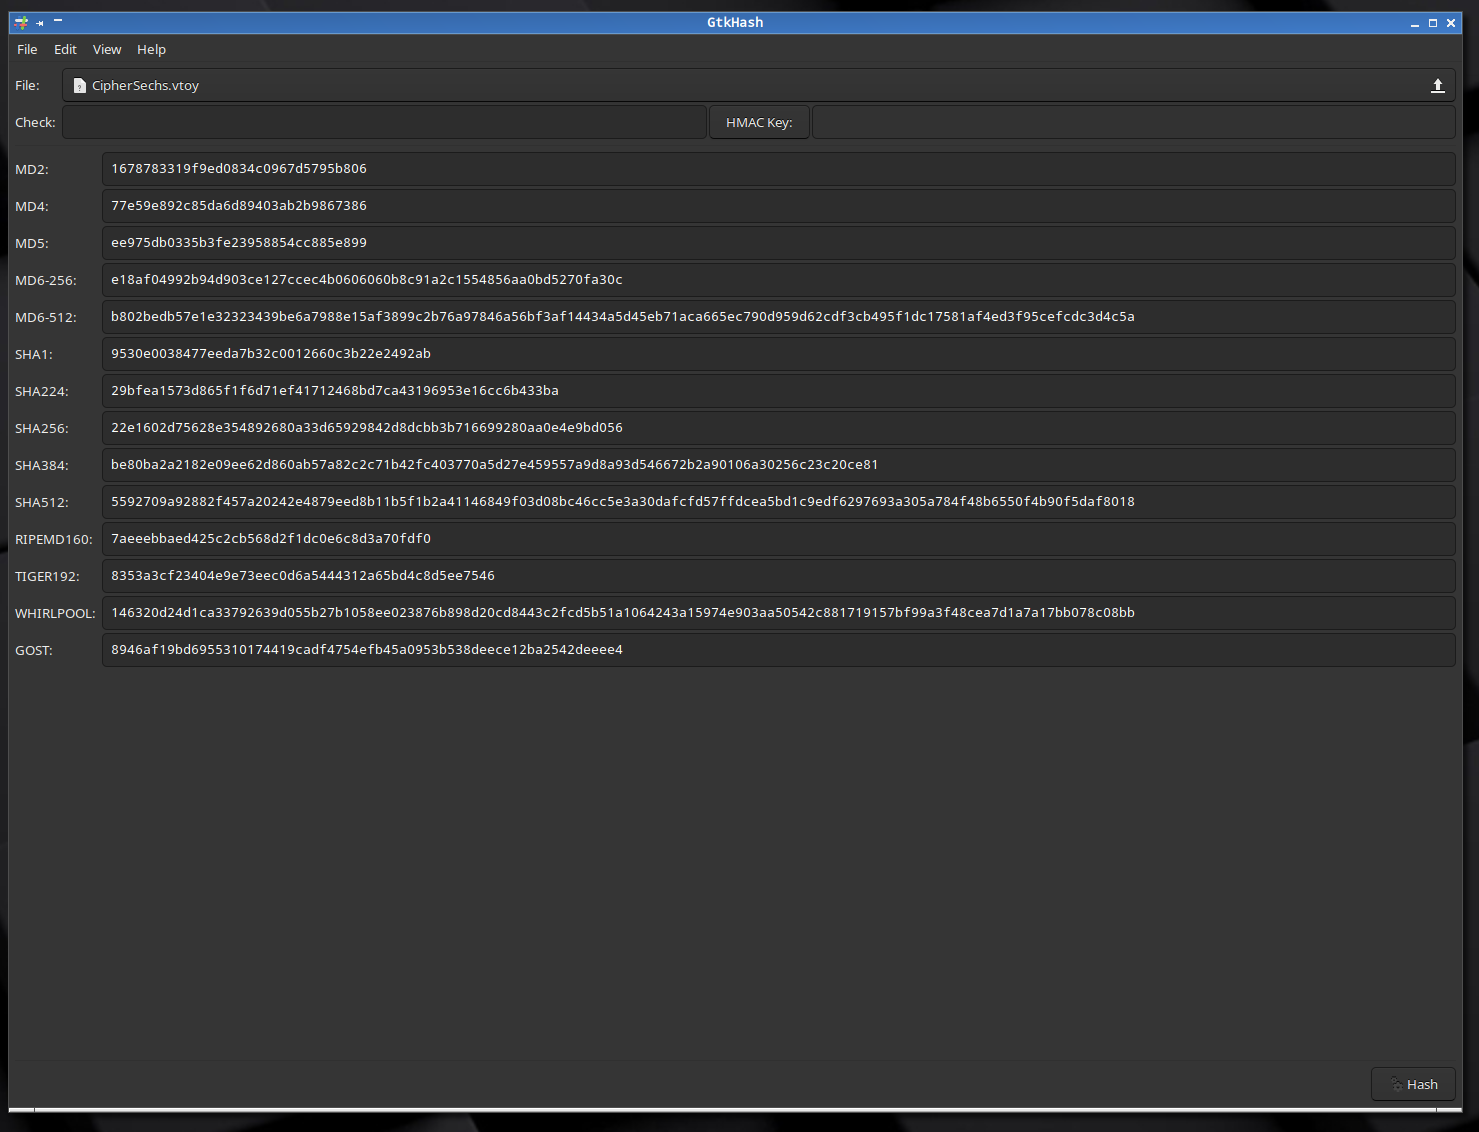 GtkHash
File Edit View Help
File: CipherSechs.vtoy
Check: HMAC Key:
MD2: 1678783319f9ed0834c0967d5795b806
MD4: 77e59e892c85da6d89403ab2b9867386
MD5: ee975db0335b3fe23958854cc885e899
MD6-256: e18af04992b94d903ce127ccec4b0606060b8c91a2c1554856aa0bd5270fa30c
MD6-512: b802bedb57e1e32323439be6a7988e15af3899c2b76a97846a56bf3af14434a5d45eb71aca665ec790d959d62cdf3cb495f1dc17581af4ed3f95cefcdc3d4c5a
SHA1: 9530e0038477eeda7b32c0012660c3b22e2492ab
SHA224: 29bfea1573d865f1f6d71ef41712468bd7ca43196953e16cc6b433ba
SHA256: 22e1602d75628e354892680a33d65929842d8dcbb3b716699280aa0e4e9bd056
SHA384: be80ba2a2182e09ee62d860ab57a82c2c71b42fc403770a5d27e459557a9d8a93d546672b2a90106a30256c23c20ce81
SHA512: 5592709a92882f457a20242e4879eed8b11b5f1b2a41146849f03d08bc46cc5e3a30dafcfd57ffdcea5bd1c9edf6297693a305a784f48b6550f4b90f5daf8018
RIPEMD160: 7aeeebbaed425c2cb568d2f1dc0e6c8d3a70fdf0
TIGER192: 8353a3cf23404e9e73eec0d6a5444312a65bd4c8d5ee7546
WHIRLPOOL: 146320d24d1ca33792639d055b27b1058ee023876b898d20cd8443c2fcd5b51a1064243a15974e903aa50542c881719157bf99a3f48cea7d1a7a17bb078c08bb
GOST: 8946af19bd6955310174419cadf4754efb45a0953b538deece12ba2542deeee4
Hash